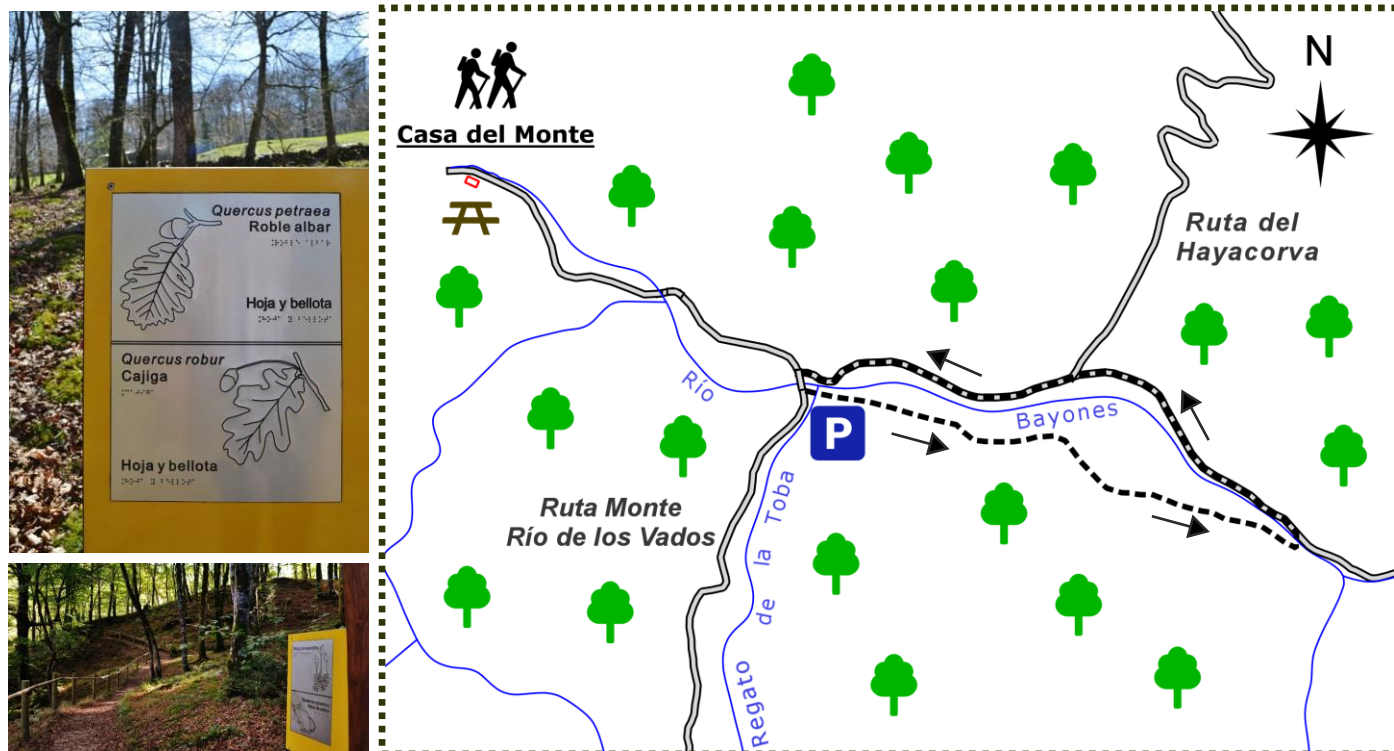 Quercus petraea
Roble albar
Hoja y bellota
Quercus robur
Cajiga
Hoja y bellota
Casa del Monte
N
Ruta del
Hayacorva
Río
Bayones
P
Ruta Monte
Río de los Vados
Regato de la Toba